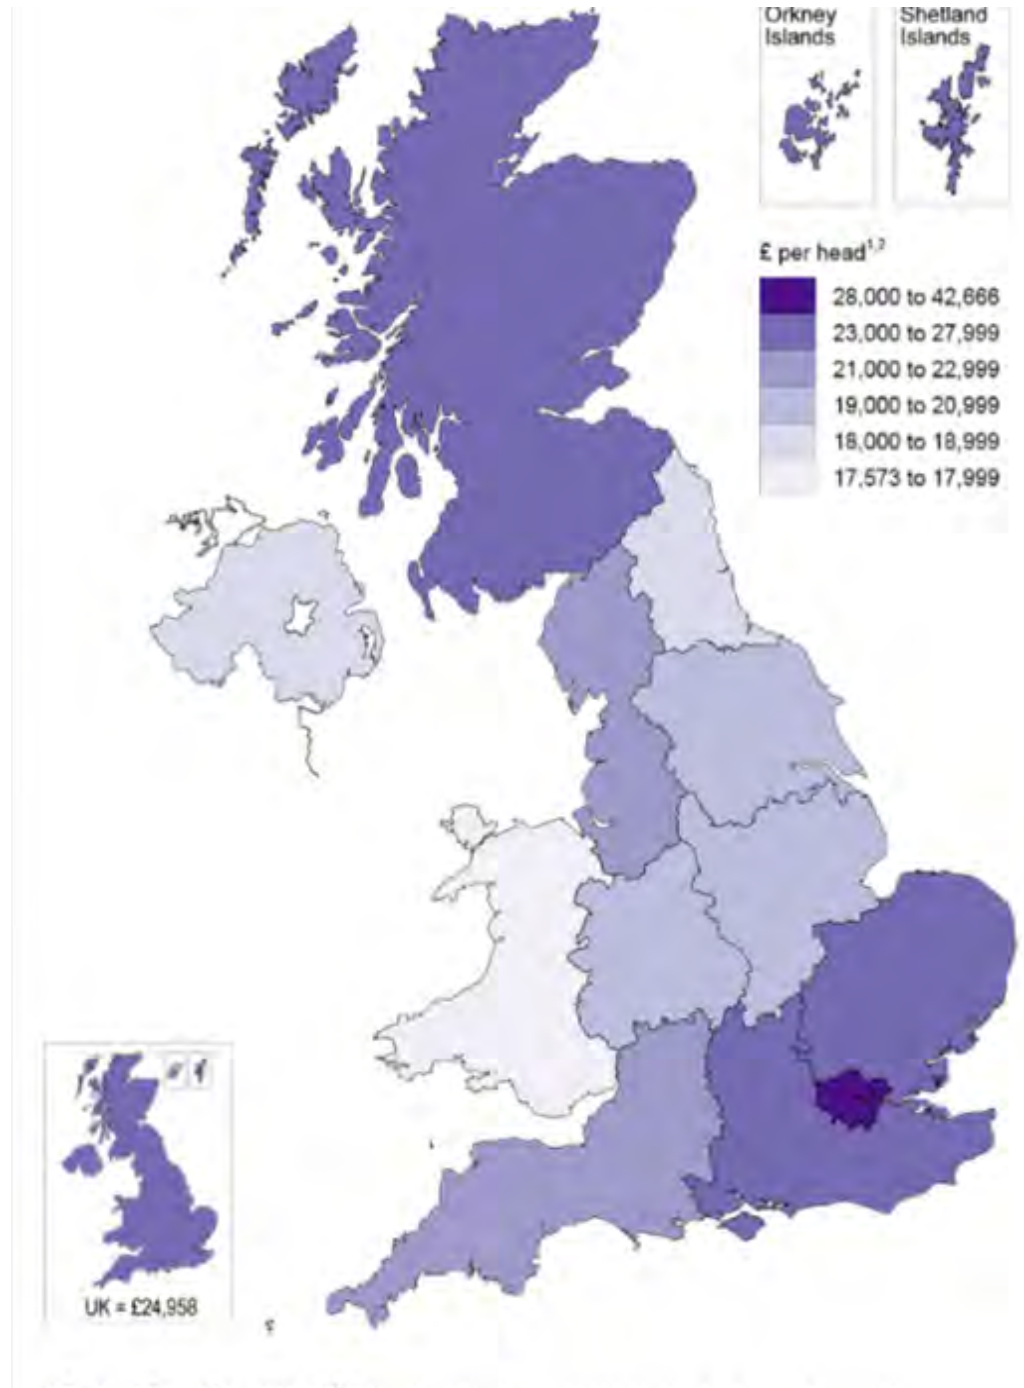 Orkney
Islands
Shetland
Islands
£ per head1,2
28,000 to 42,666
23,000 to 27,999
21,000 to 22,999
19,000 to 20,999
18,000 to 18,999
17,573 to 17,999
UK = £24,958